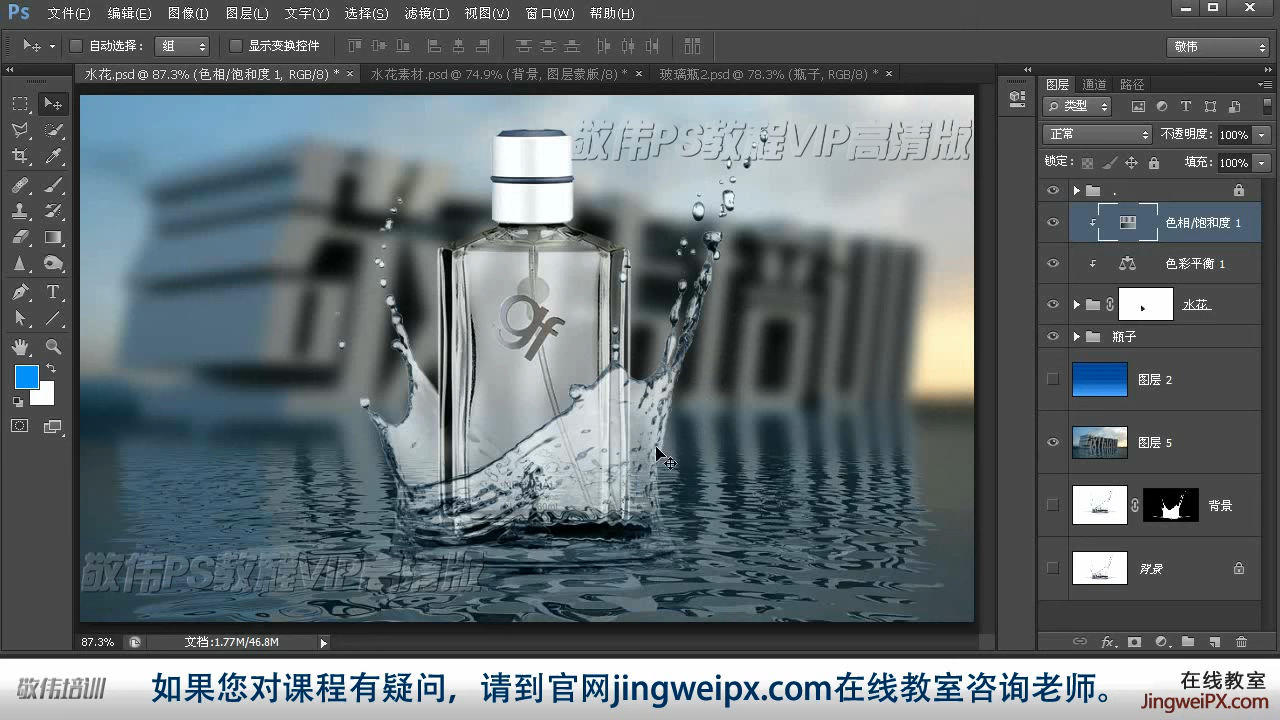 Ps 文件(F) 编辑(E) 图像(I) 图层(L) 文字(Y) 选择(S) 滤镜(T) 视图(V) 窗口(W) 帮助(H)
自动选择: 组 显示变换控件 敬伟
水花.psd @ 87.3% (色相/饱和度 1, RGB/8) * × 水花素材.psd @ 74.9% (背景, 图层蒙版/8) * × 玻璃瓶2.psd @ 78.3% (瓶子, RGB/8) * ×
图层 通道 路径
类型
正常 不透明度: 100%
锁定: 填充: 100%
敬伟PS教程VIP高清版
.
色相/饱和度 1
色彩平衡 1
水花
瓶子
图层 2
图层 5
背景
背景
gf
敬伟PS教程VIP高清版
87.3% 文档:1.77M/46.8M
敬伟培训 如果您对课程有疑问，请到官网jingweipx.com在线教室咨询老师。
在线教室
JingweiPX.com